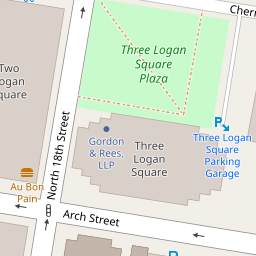 Cherr
Three Logan
Square
Plaza
Two
Logan
Square
North 18th Street
P
Three Logan
Square
Parking
Garage
Gordon
& Rees,
LLP
Three
Logan
Square
Au Bon
Pain
Arch Street
P